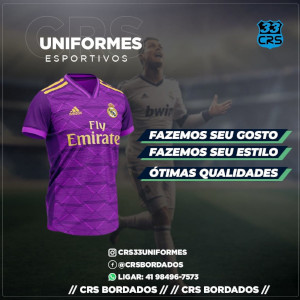 CRS
UNIFORMES
ESPORTIVOS
33
CRS
bwin
Fly
Emirates
FAZEMOS SEU GOSTO
FAZEMOS SEU ESTILO
ÓTIMAS QUALIDADES
CRS33UNIFORMES
@CRSBORDADOS
LIGAR: 41 98496-7573
// CRS BORDADOS // CRS BORDADOS //